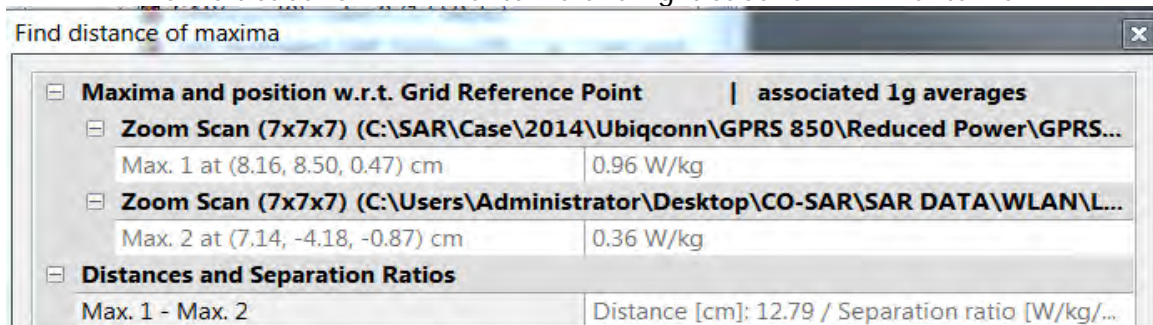 Find distance of maxima
Maxima and position w.r.t. Grid Reference Point | associated 1g averages
Zoom Scan (7x7x7) (C:\SAR\Case\2014\Ubiqconn\GPRS 850\Reduced Power\GPRS...
Max. 1 at (8.16, 8.50, 0.47) cm 0.96 W/kg
Zoom Scan (7x7x7) (C:\Users\Administrator\Desktop\CO-SAR\SAR DATA\WLAN\L...
Max. 2 at (7.14, -4.18, -0.87) cm 0.36 W/kg
Distances and Separation Ratios
Max. 1 - Max. 2 Distance [cm]: 12.79 / Separation ratio [W/kg/...